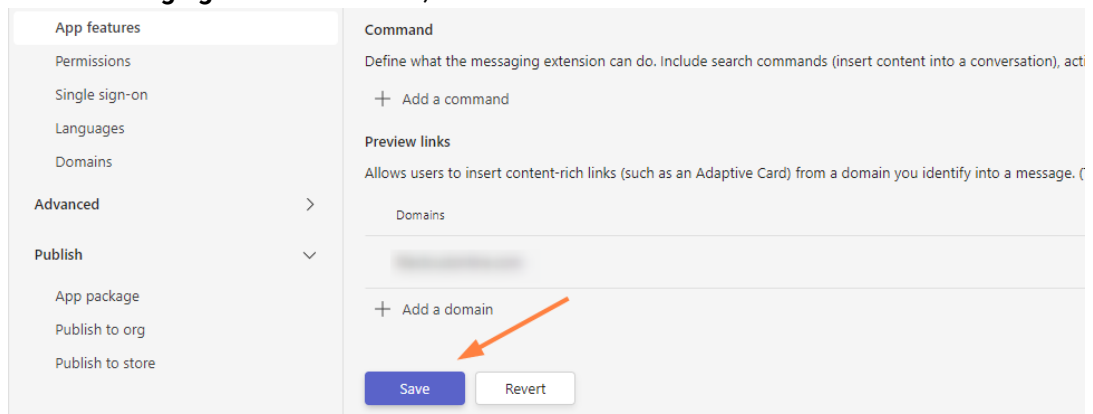 App features
Permissions
Single sign-on
Languages
Domains
Advanced
Publish
App package
Publish to org
Publish to store
Command
Define what the messaging extension can do. Include search commands (insert content into a conversation), acti
Add a command
Preview links
Allows users to insert content-rich links (such as an Adaptive Card) from a domain you identify into a message. (
Domains
Add a domain
Save
Revert